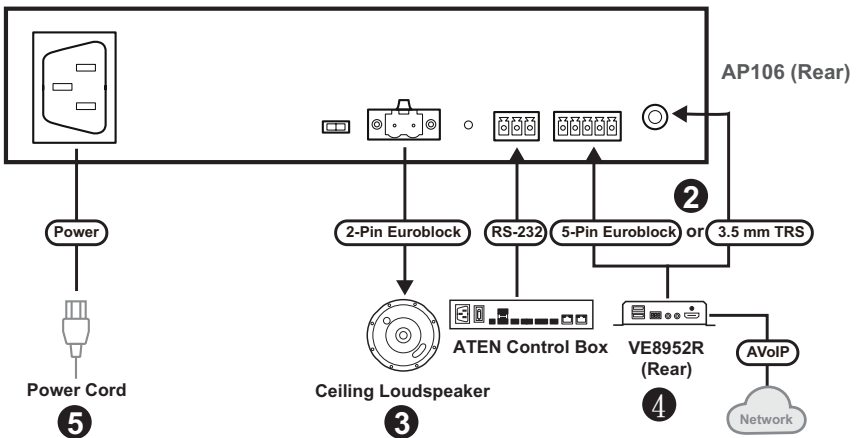 AP106 (Rear)
2
Power
2-Pin Euroblock
RS-232
5-Pin Euroblock
or
3.5 mm TRS
ATEN Control Box
VE8952R
(Rear)
AVoIP
Power Cord
Ceiling Loudspeaker
4
Network
5
3